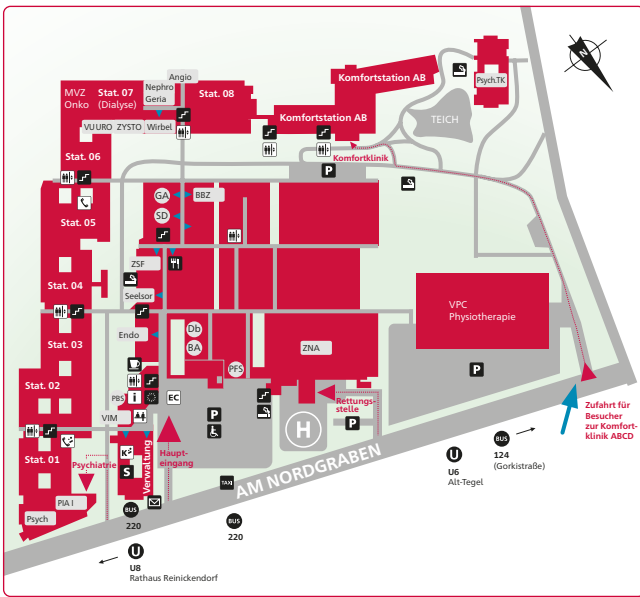 N
Angio
MVZ
Onko
Stat. 07
(Dialyse)
Nephro
Geria
Stat. 08
Komfortstation AB
Psych.TK
VU URO ZYSTO Wirbel
Komfortstation AB
TEICH
Stat. 06
Komfortklinik
P
GA
BBZ
Stat. 05
SD
ZSF
Stat. 04
Seelsor
VPC
Physiotherapie
Stat. 03
Endo
Db
BA
ZNA
PFS
P
Stat. 02
PBS
i
EC
Rettungs-
stelle
Zufahrt für
Besucher
zur Komfort-
klinik ABCD
VIM
P
H
P
Haupt-
eingang
Stat. 01
Psychiatrie
K
S
Verwaltung
AM NORDGRABEN
U
U6
Alt-Tegel
BUS
124
(Gorkistraße)
TAXI
PIA I
Psych
BUS
220
BUS
220
U
U8
Rathaus Reinickendorf